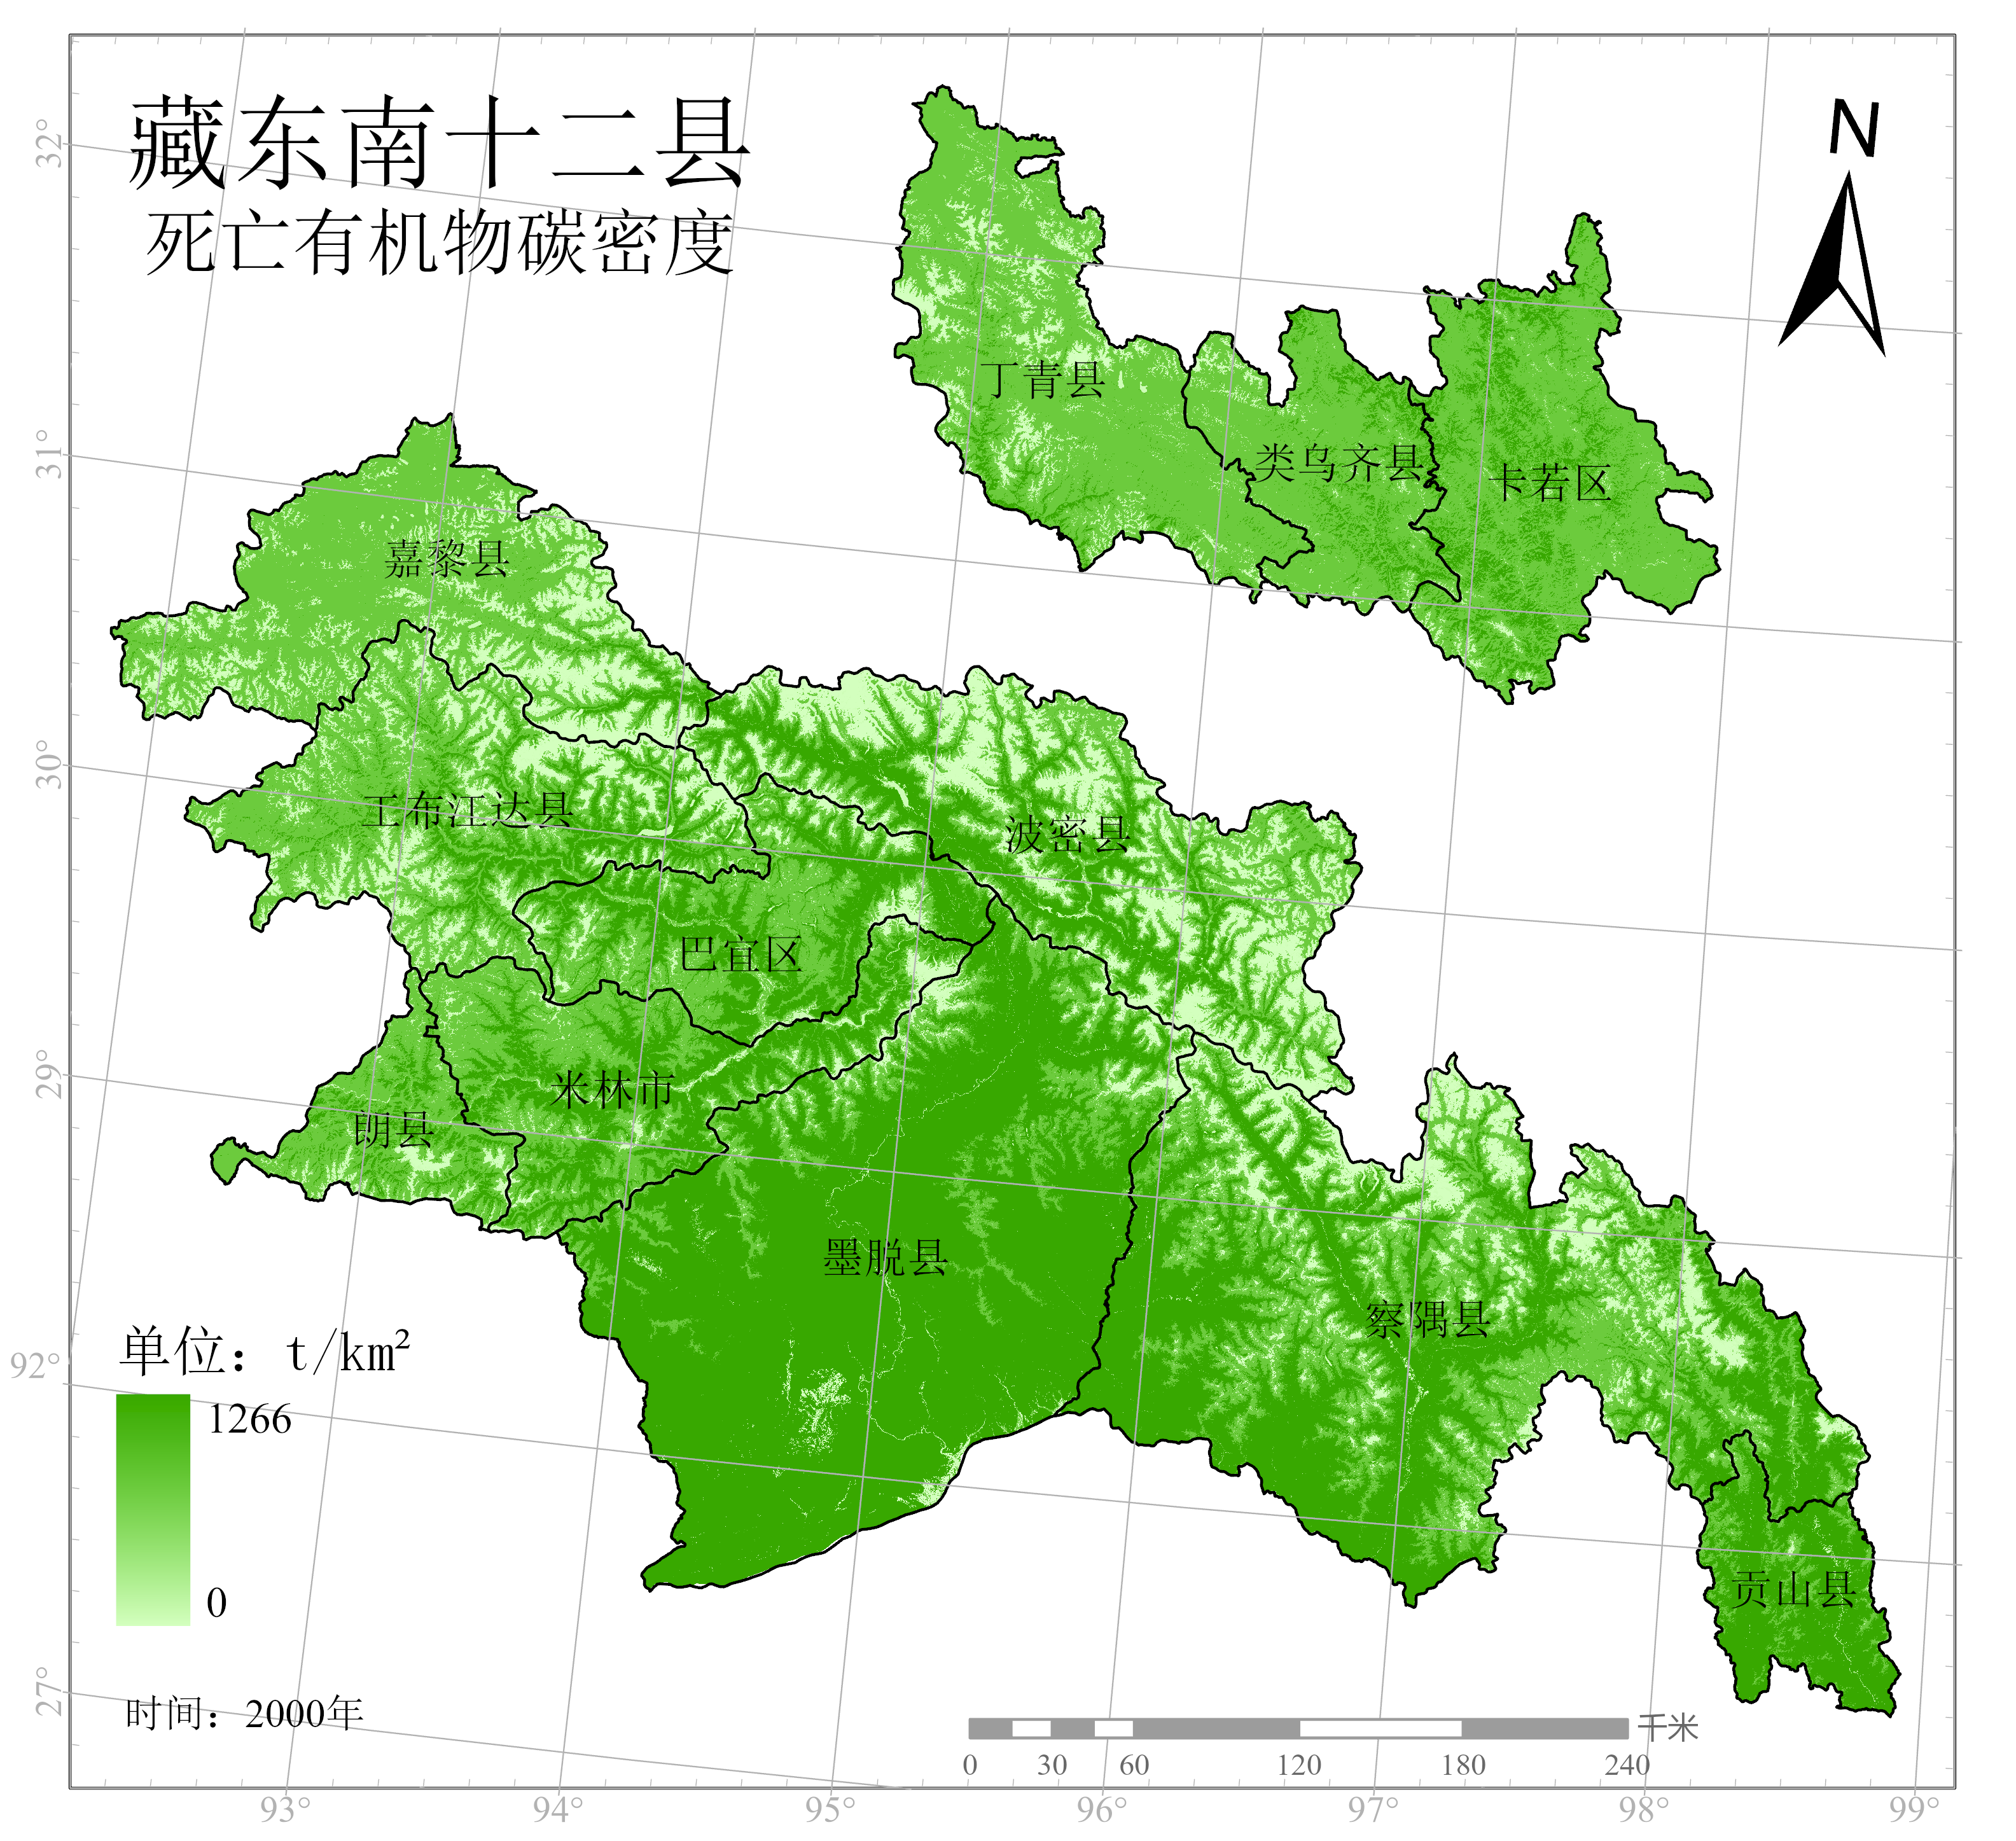 藏东南十二县
死亡有机物碳密度
N
32°
31°
30°
29°
92°
27°
丁青县
类乌齐县
卡若区
嘉黎县
工布江达县
波密县
巴宜区
米林市
朗县
墨脱县
察隅县
贡山县
单位：t/km²
1266
0
时间：2000年
千米
0 30 60 120 180 240
93° 94° 95° 96° 97° 98° 99°